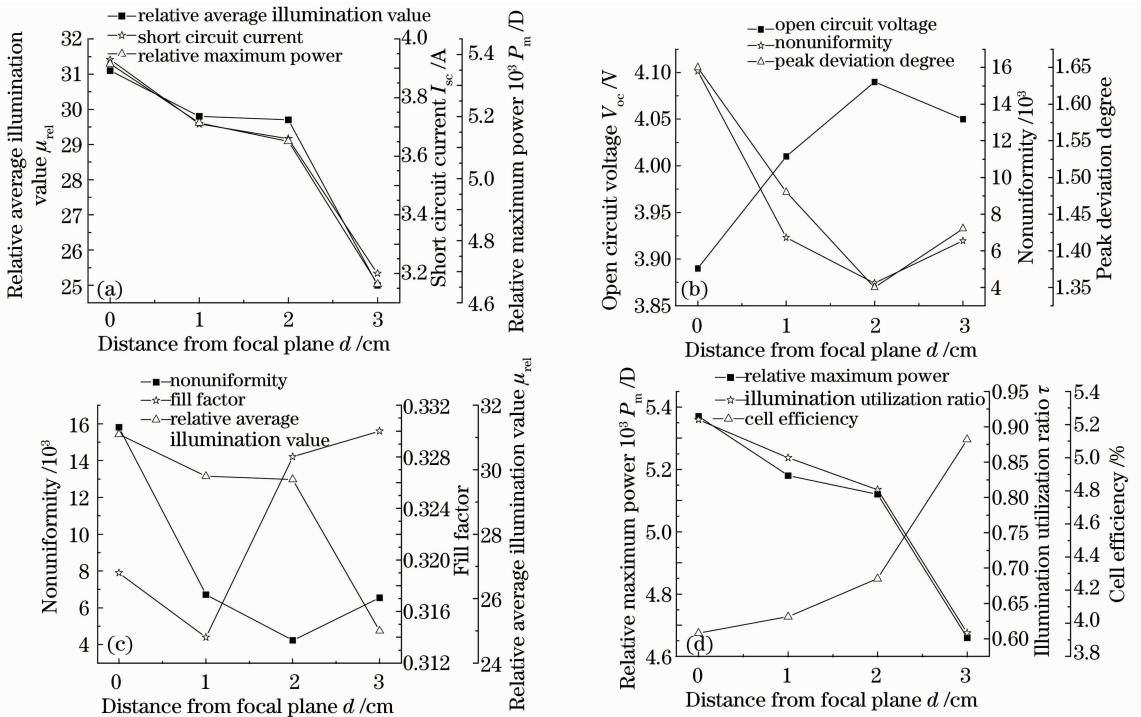 relative average illumination value
short circuit current
relative maximum power
Relative average illumination
value μrel
32
31
30
29
28
27
26
25
4.0
3.8
3.6
3.4
3.2
Short circuit current Isc /A
5.4
5.2
5.0
4.8
4.6
Relative maximum power 10³ Pm /D
(a)
0 1 2 3
Distance from focal plane d /cm
open circuit voltage
nonuniformity
peak deviation degree
Open circuit voltage Voc /V
4.10
4.05
4.00
3.95
3.90
3.85
16
14
12
10
8
6
4
Nonuniformity /10³
1.65
1.60
1.55
1.50
1.45
1.40
1.35
Peak deviation degree
(b)
0 1 2 3
Distance from focal plane d /cm
nonuniformity
fill factor
relative average
illumination value
Nonuniformity /10³
16
14
12
10
8
6
4
0.332
0.328
0.324
0.320
0.316
0.312
Fill factor
32
30
28
26
24
Relative average illumination value μrel
(c)
0 1 2 3
Distance from focal plane d /cm
relative maximum power
illumination utilization ratio
cell efficiency
Relative maximum power 10³ Pm /D
5.4
5.2
5.0
4.8
4.6
0.95
0.90
0.85
0.80
0.75
0.70
0.65
0.60
Illumination utilization ratio τ
5.4
5.2
5.0
4.8
4.6
4.4
4.2
4.0
3.8
Cell efficiency /%
(d)
0 1 2 3
Distance from focal plane d /cm